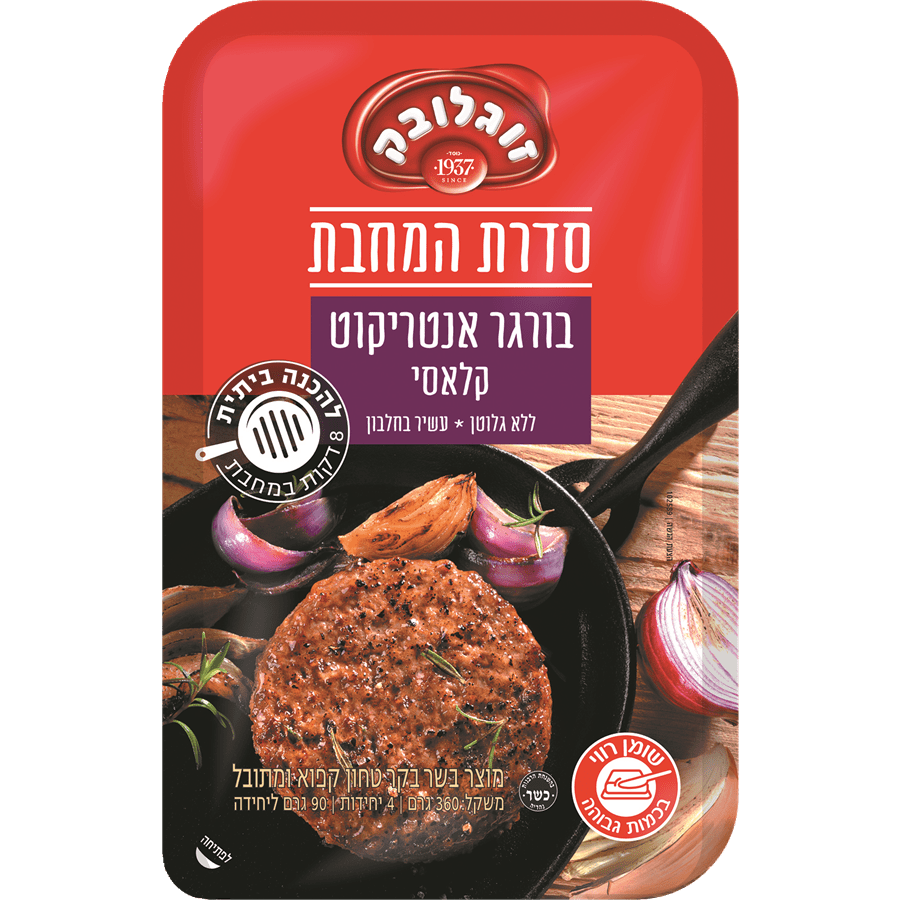 זוגלובק
נוסד
·1937·
SINCE
סדרת המחבת
בורגר אנטריקוט
קלאסי
ללא גלוטן * עשיר בחלבון
להכנה ביתית
8 דקות במחבת
מוצר בשר בקר טחון קפוא ומתובל
משקל 360 גרם | 4 יחידות | 90 גרם ליחידה
כשר
שומן רווי
בכמות גבוהה
לפתיחה